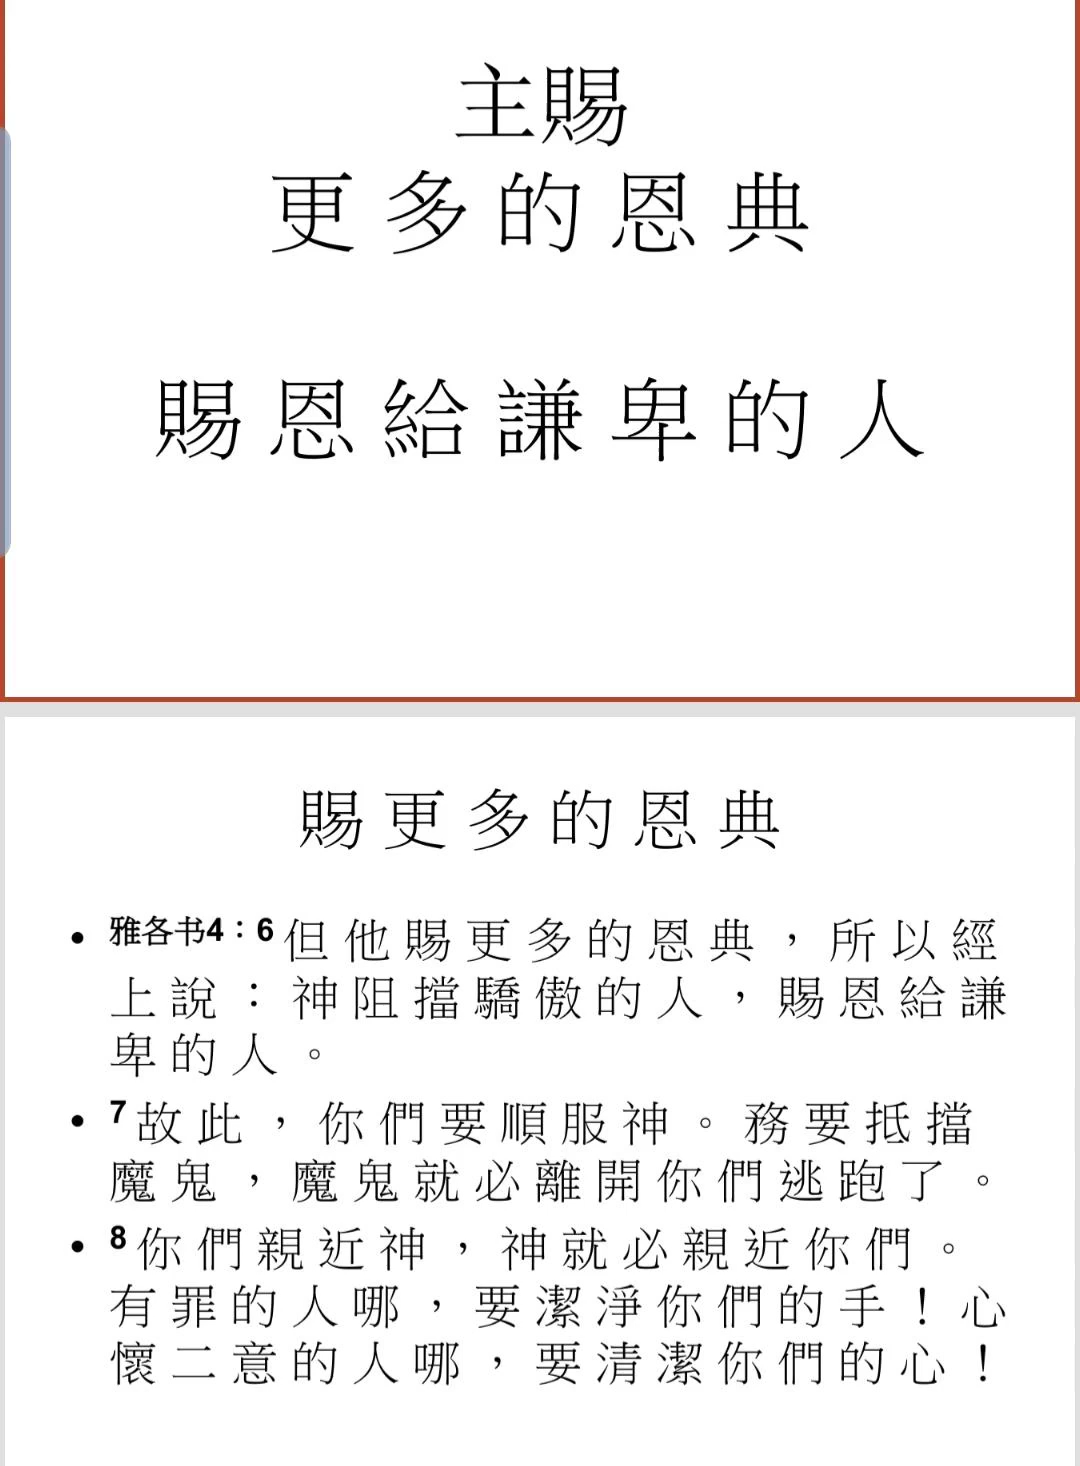 主賜
更多的恩典
賜恩給謙卑的人
賜更多的恩典
• 雅各书4：6 但他賜更多的恩典，所以經
上說：神阻擋驕傲的人，賜恩給謙
卑的人。
• 7 故此，你們要順服神。務要抵擋
魔鬼，魔鬼就必離開你們逃跑了。
• 8 你們親近神，神就必親近你們。
有罪的人哪，要潔淨你們的手！心
懷二意的人哪，要清潔你們的心！